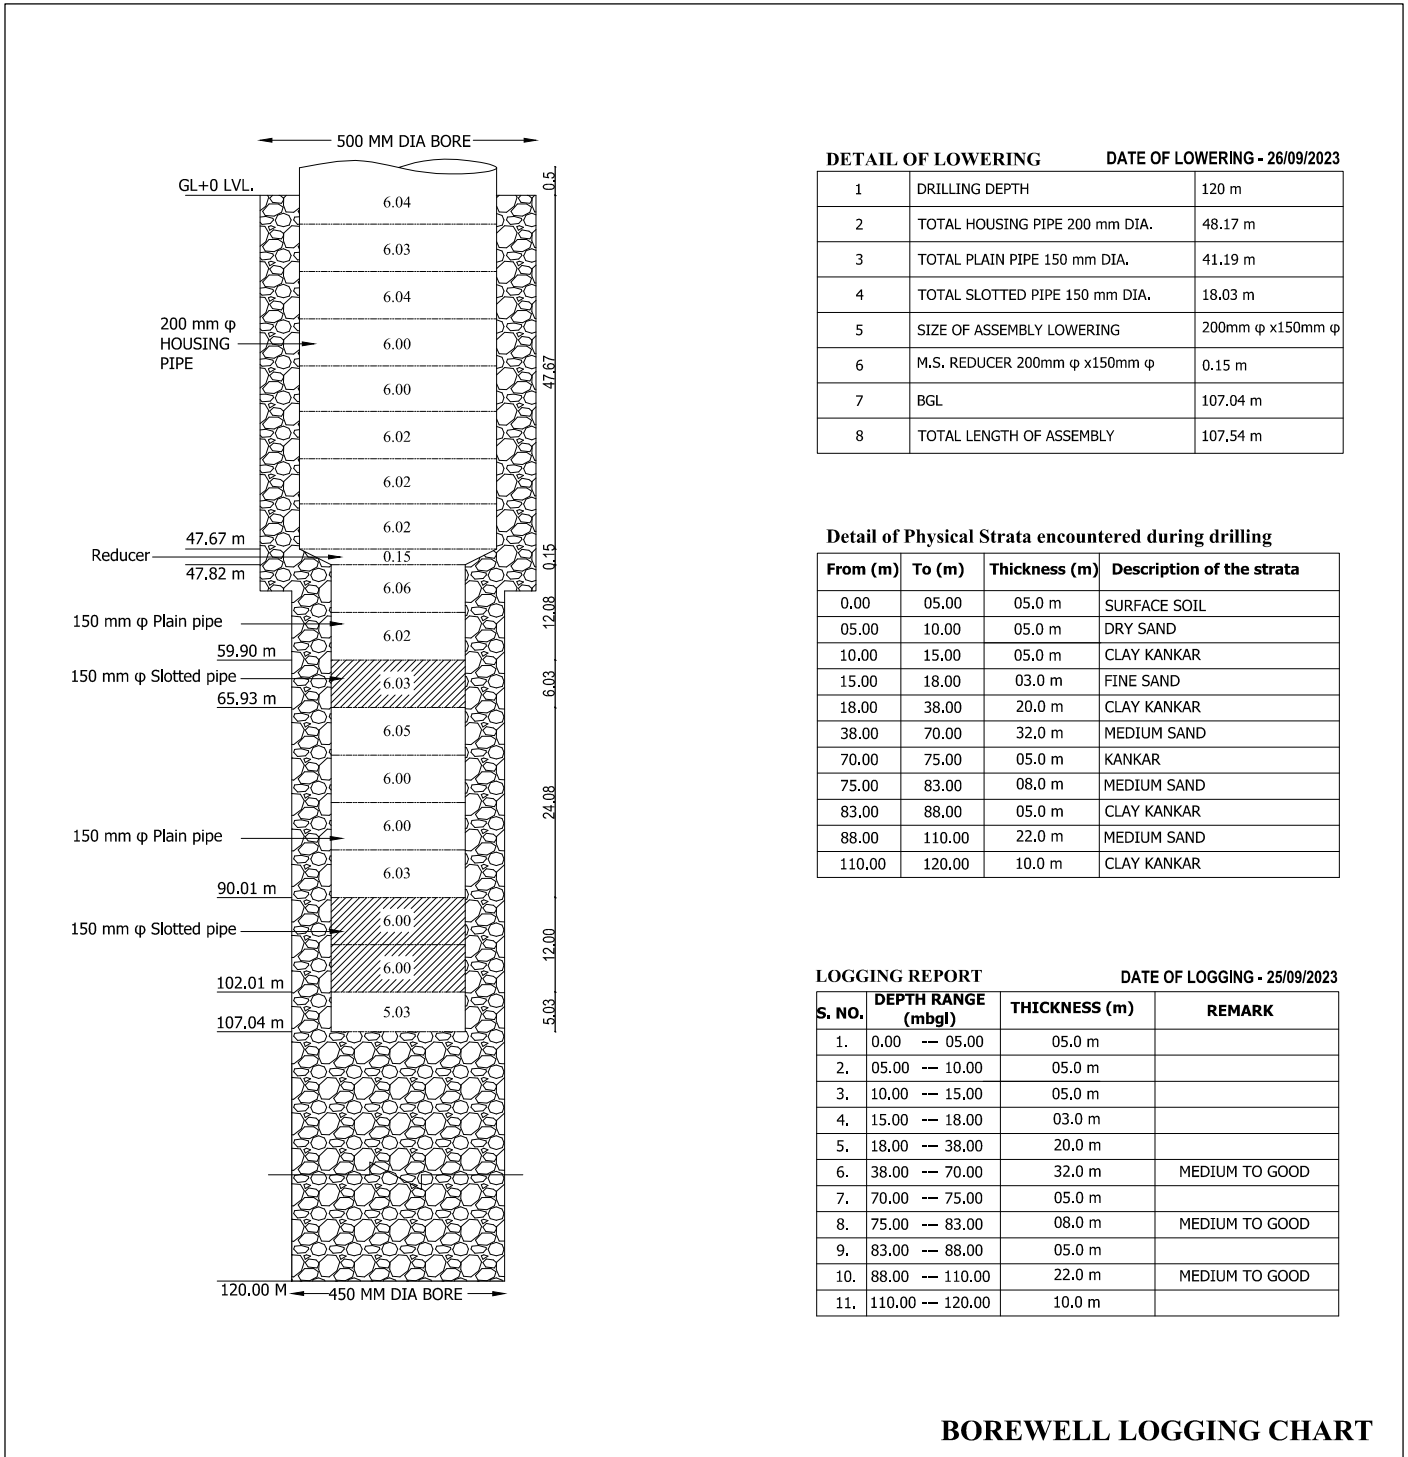 500 MM DIA BORE
GL+0 LVL.
0.5
6.04
6.03
6.04
200 mm φ
HOUSING
PIPE
6.00
6.00
47.67
6.02
6.02
6.02
47.67 m
Reducer
0.15
0.15
47.82 m
6.06
12.08
150 mm φ Plain pipe
6.02
59.90 m
150 mm φ Slotted pipe
6.03
6.03
65.93 m
6.05
6.00
24.08
6.00
150 mm φ Plain pipe
6.03
90.01 m
6.00
150 mm φ Slotted pipe
12.00
6.00
102.01 m
5.03
5.03
107.04 m
120.00 M
450 MM DIA BORE
DETAIL OF LOWERING DATE OF LOWERING - 26/09/2023
1 DRILLING DEPTH 120 m
2 TOTAL HOUSING PIPE 200 mm DIA. 48.17 m
3 TOTAL PLAIN PIPE 150 mm DIA. 41.19 m
4 TOTAL SLOTTED PIPE 150 mm DIA. 18.03 m
5 SIZE OF ASSEMBLY LOWERING 200mm φ x150mm φ
6 M.S. REDUCER 200mm φ x150mm φ 0.15 m
7 BGL 107.04 m
8 TOTAL LENGTH OF ASSEMBLY 107.54 m
Detail of Physical Strata encountered during drilling
From (m) To (m) Thickness (m) Description of the strata
0.00 05.00 05.0 m SURFACE SOIL
05.00 10.00 05.0 m DRY SAND
10.00 15.00 05.0 m CLAY KANKAR
15.00 18.00 03.0 m FINE SAND
18.00 38.00 20.0 m CLAY KANKAR
38.00 70.00 32.0 m MEDIUM SAND
70.00 75.00 05.0 m KANKAR
75.00 83.00 08.0 m MEDIUM SAND
83.00 88.00 05.0 m CLAY KANKAR
88.00 110.00 22.0 m MEDIUM SAND
110.00 120.00 10.0 m CLAY KANKAR
LOGGING REPORT DATE OF LOGGING - 25/09/2023
S. NO. DEPTH RANGE (mbgl) THICKNESS (m) REMARK
1. 0.00 --- 05.00 05.0 m
2. 05.00 --- 10.00 05.0 m
3. 10.00 --- 15.00 05.0 m
4. 15.00 --- 18.00 03.0 m
5. 18.00 --- 38.00 20.0 m
6. 38.00 --- 70.00 32.0 m MEDIUM TO GOOD
7. 70.00 --- 75.00 05.0 m
8. 75.00 --- 83.00 08.0 m MEDIUM TO GOOD
9. 83.00 --- 88.00 05.0 m
10. 88.00 --- 110.00 22.0 m MEDIUM TO GOOD
11. 110.00 --- 120.00 10.0 m
BOREWELL LOGGING CHART